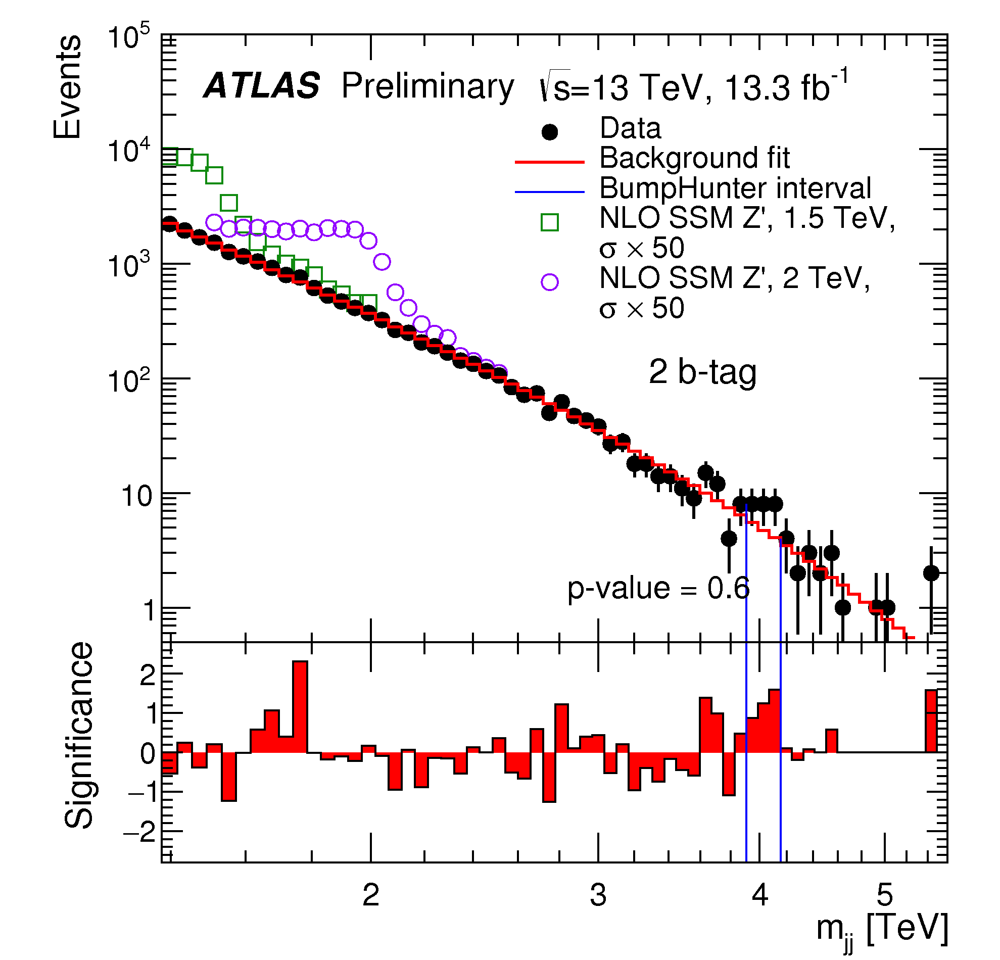 Events
10^5
10^4
10^3
10^2
10
1
ATLAS Preliminary √s=13 TeV, 13.3 fb^-1
Data
Background fit
BumpHunter interval
NLO SSM Z', 1.5 TeV,
σ × 50
NLO SSM Z', 2 TeV,
σ × 50
2 b-tag
p-value = 0.6
Significance
2
1
0
−1
−2
2 3 4 5
m_jj [TeV]